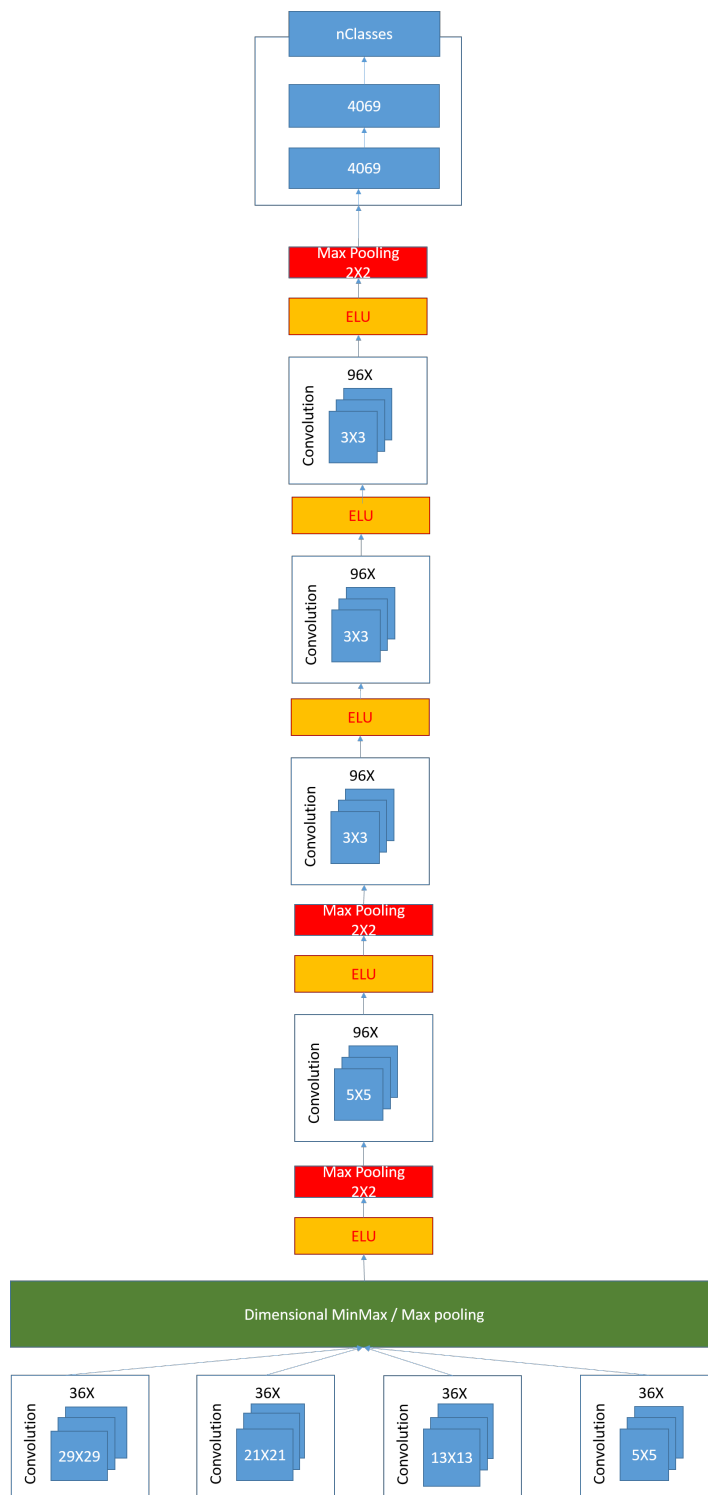 nClasses
4069
4069
Max Pooling
2X2
ELU
96X
Convolution
3X3
ELU
96X
Convolution
3X3
ELU
96X
Convolution
3X3
Max Pooling
2X2
ELU
96X
Convolution
5X5
Max Pooling
2X2
ELU
Dimensional MinMax / Max pooling
36X
Convolution
29X29
36X
Convolution
21X21
36X
Convolution
13X13
36X
Convolution
5X5